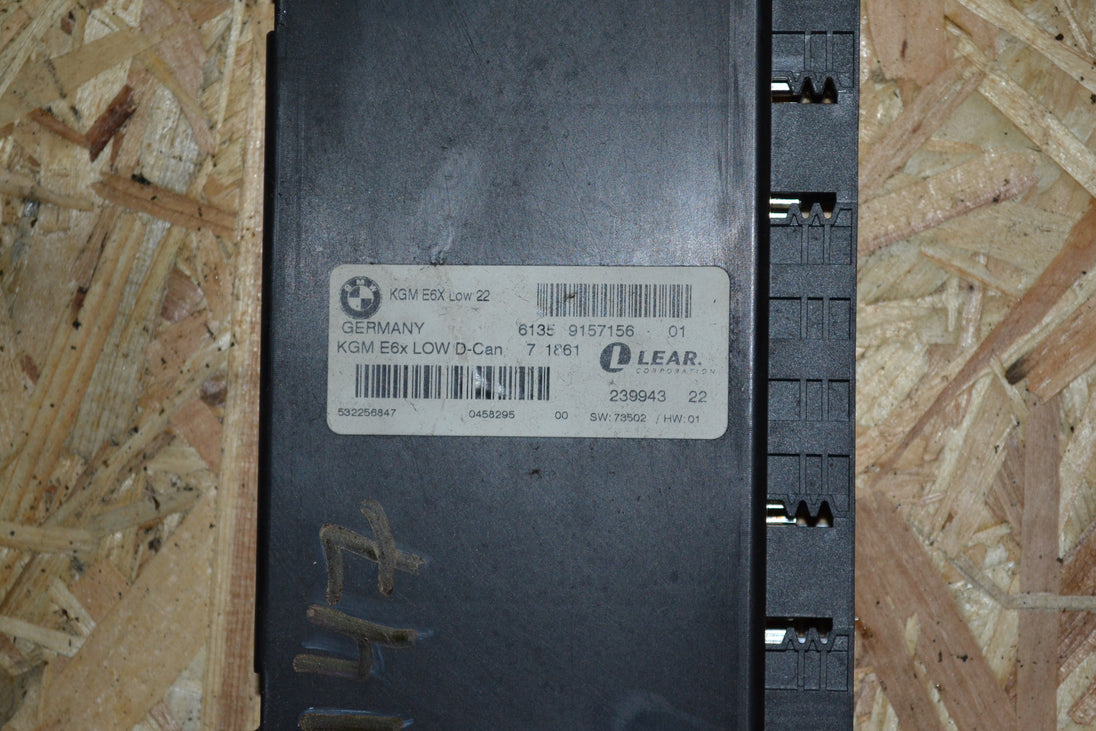 BMW
KGM E6X Low 22
GERMANY 6135 9157156 01
KGM E6x LOW D-Can 7 1861 LEAR.
CORPORATION
239943 22
532256847 0458295 00 SW: 73502 / HW: 01